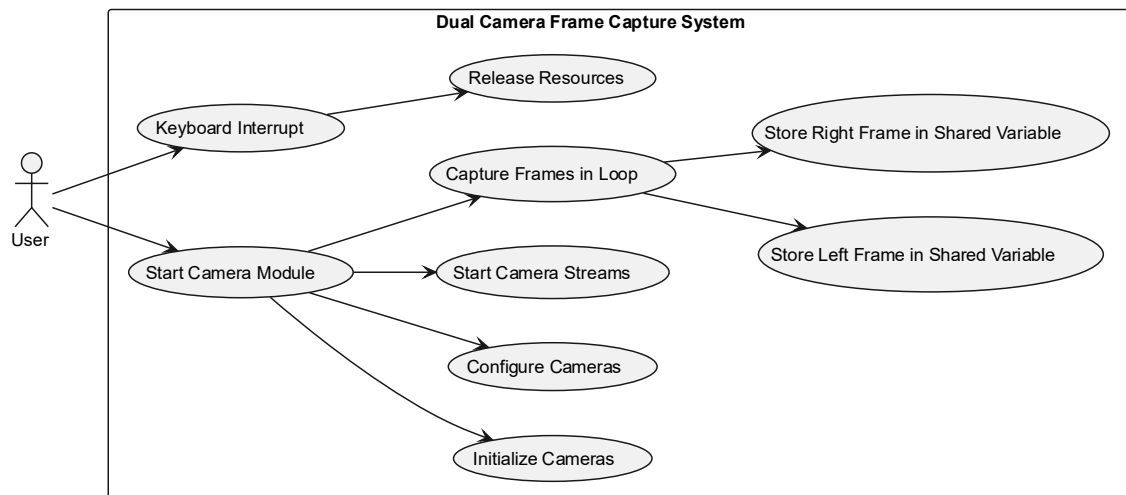 Dual Camera Frame Capture System
Release Resources
Keyboard Interrupt
Store Right Frame in Shared Variable
Capture Frames in Loop
User
Store Left Frame in Shared Variable
Start Camera Module
Start Camera Streams
Configure Cameras
Initialize Cameras